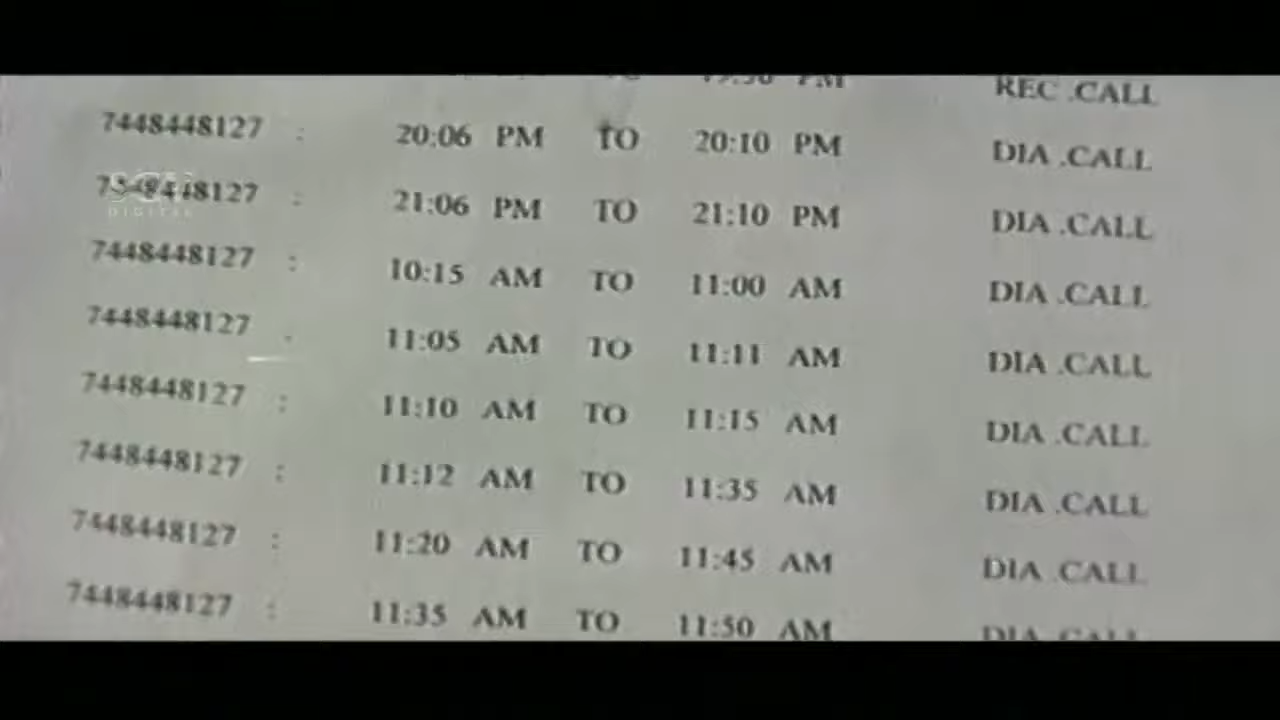 REC .CALL
7448448127 : 20:06 PM TO 20:10 PM DIA .CALL
7448448127 : 21:06 PM TO 21:10 PM DIA .CALL
DIGITAL
7448448127 : 10:15 AM TO 11:00 AM DIA .CALL
7448448127 : 11:05 AM TO 11:11 AM DIA .CALL
7448448127 : 11:10 AM TO 11:15 AM DIA .CALL
7448448127 : 11:12 AM TO 11:35 AM DIA .CALL
7448448127 : 11:20 AM TO 11:45 AM DIA .CALL
7448448127 : 11:35 AM TO 11:50 AM DIA .CALL